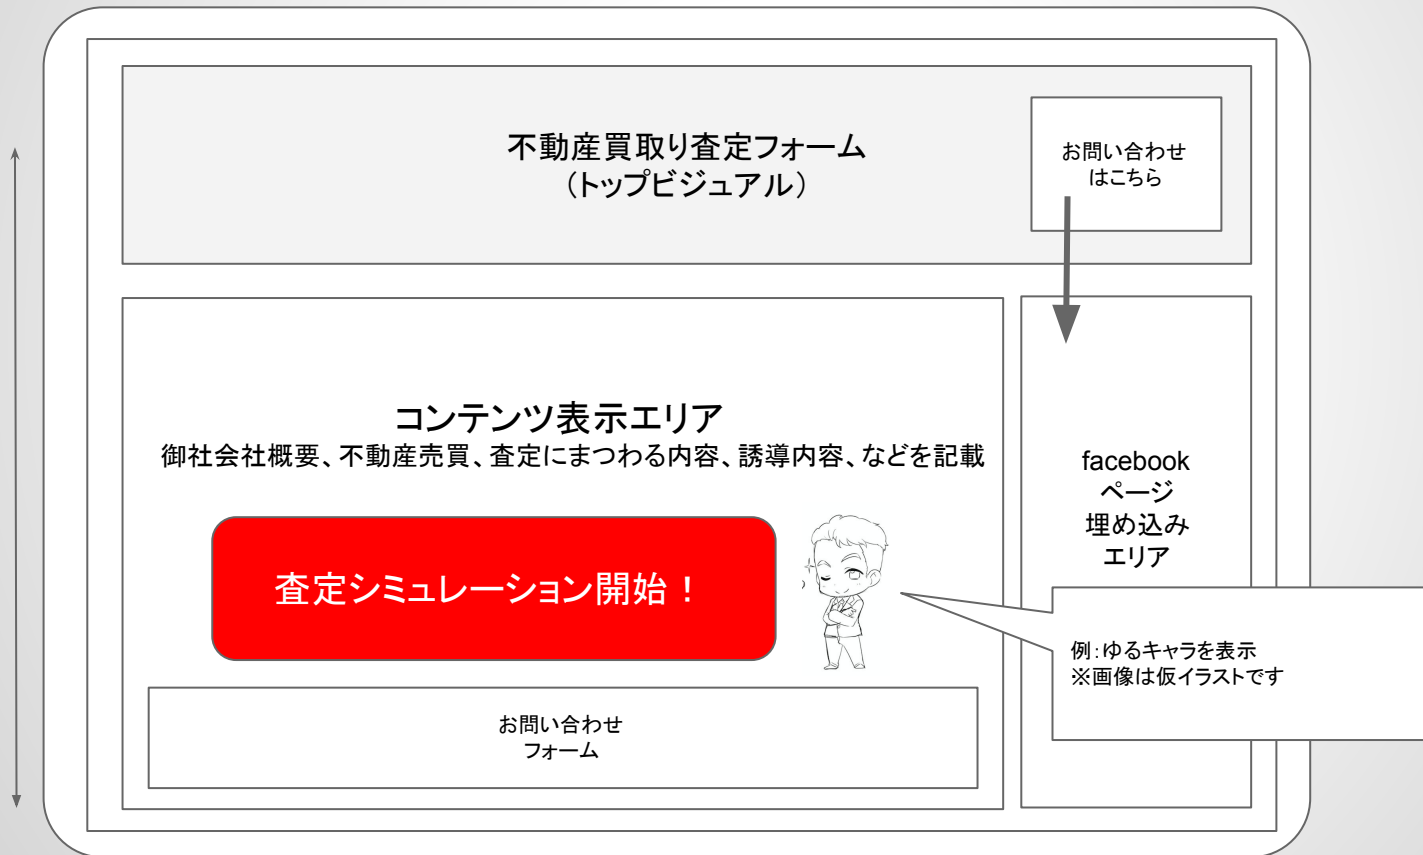 不動産買取り査定フォーム
（トップビジュアル）
お問い合わせ
はこちら
コンテンツ表示エリア
御社会社概要、不動産売買、査定にまつわる内容、誘導内容、などを記載
査定シミュレーション開始！
お問い合わせ
フォーム
facebook
ページ
埋め込み
エリア
例：ゆるキャラを表示
※画像は仮イラストです